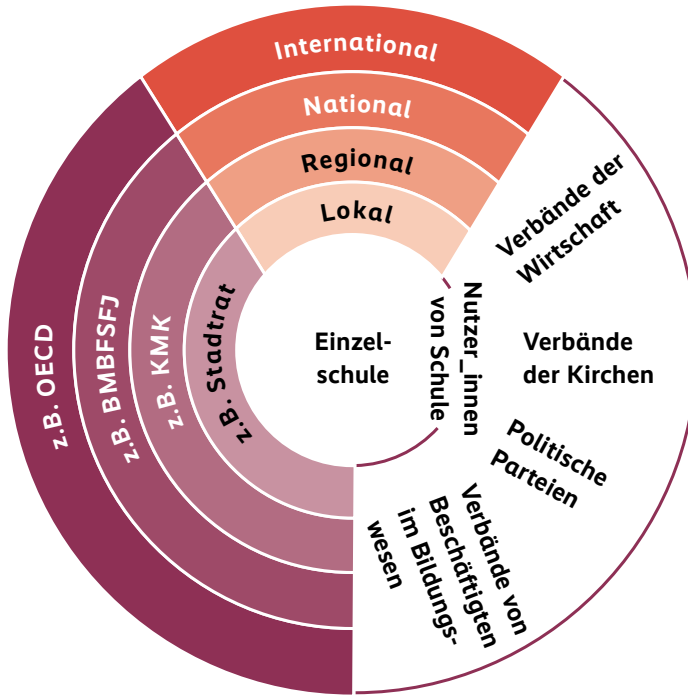 International
National
Regional
Lokal
z.B. OECD
z.B. BMBFSFJ
z.B. KMK
z.B. Stadtrat
Einzel-
schule
Nutzer_innen
von Schule
Verbände der
Wirtschaft
Verbände
der Kirchen
Politische
Parteien
Verbände von
Beschäftigten
im Bildungs-
wesen